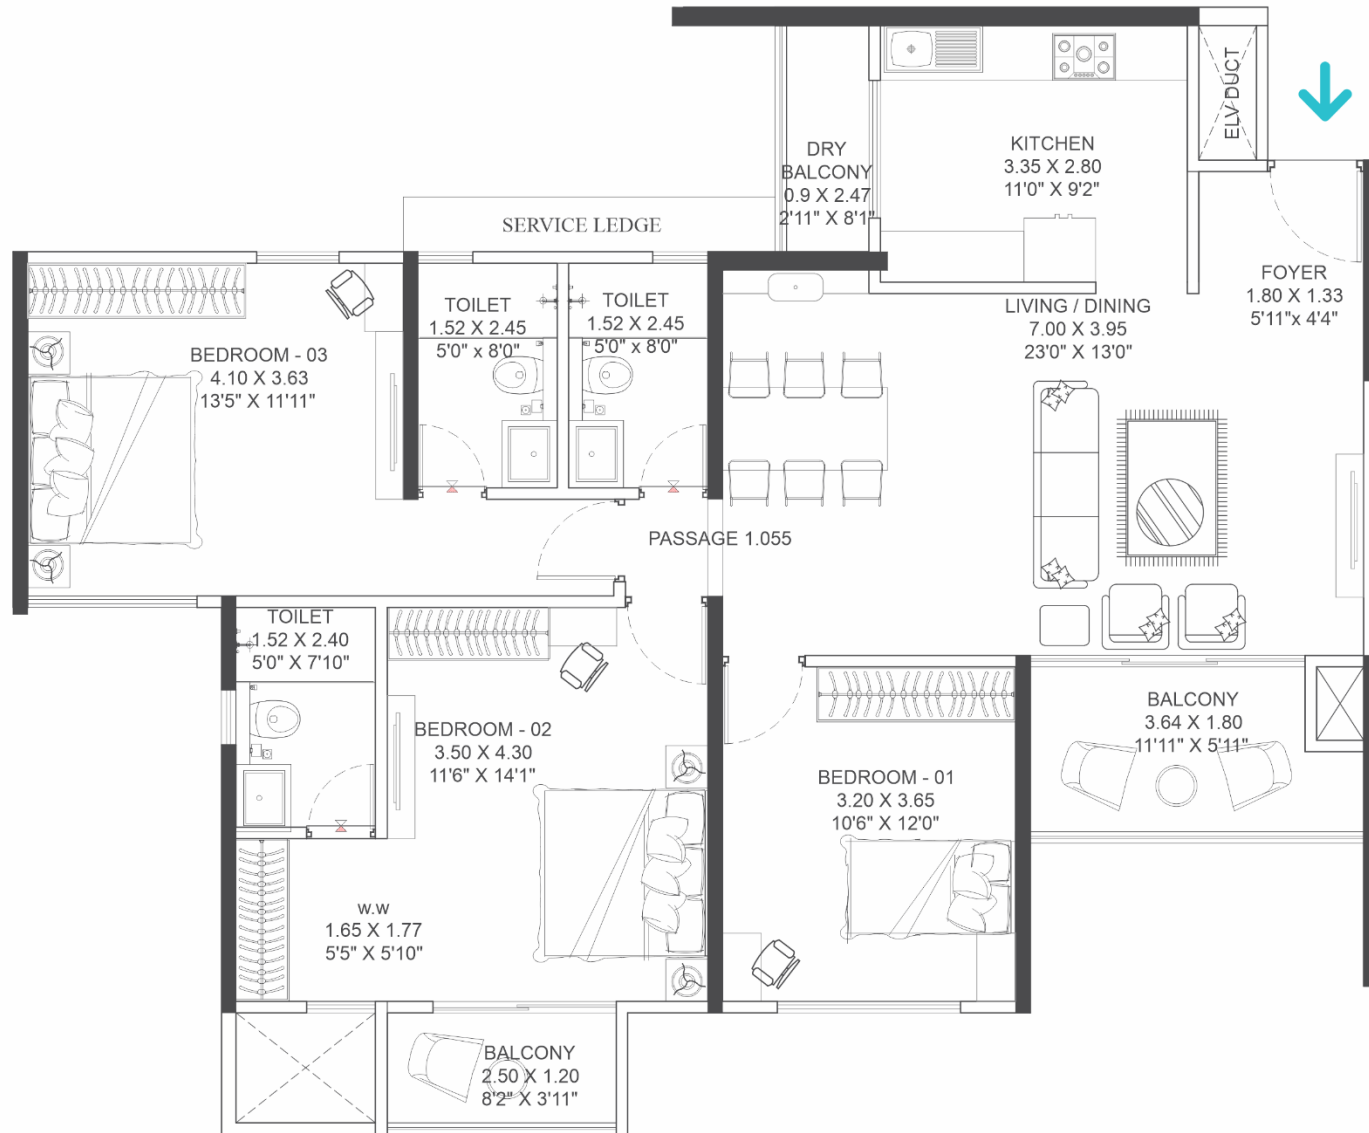 ELV DUCT
KITCHEN
3.35 X 2.80
11'0" X 9'2"
DRY
BALCONY
0.9 X 2.47
2'11" X 8'1"
SERVICE LEDGE
FOYER
1.80 X 1.33
5'11"x 4'4"
TOILET
1.52 X 2.45
5'0" x 8'0"
TOILET
1.52 X 2.45
5'0" x 8'0"
LIVING / DINING
7.00 X 3.95
23'0" X 13'0"
BEDROOM - 03
4.10 X 3.63
13'5" X 11'11"
PASSAGE 1.055
TOILET
1.52 X 2.40
5'0" X 7'10"
BEDROOM - 02
3.50 X 4.30
11'6" X 14'1"
BALCONY
3.64 X 1.80
11'11" X 5'11"
BEDROOM - 01
3.20 X 3.65
10'6" X 12'0"
w.w
1.65 X 1.77
5'5" X 5'10"
BALCONY
2.50 X 1.20
8'2" X 3'11"